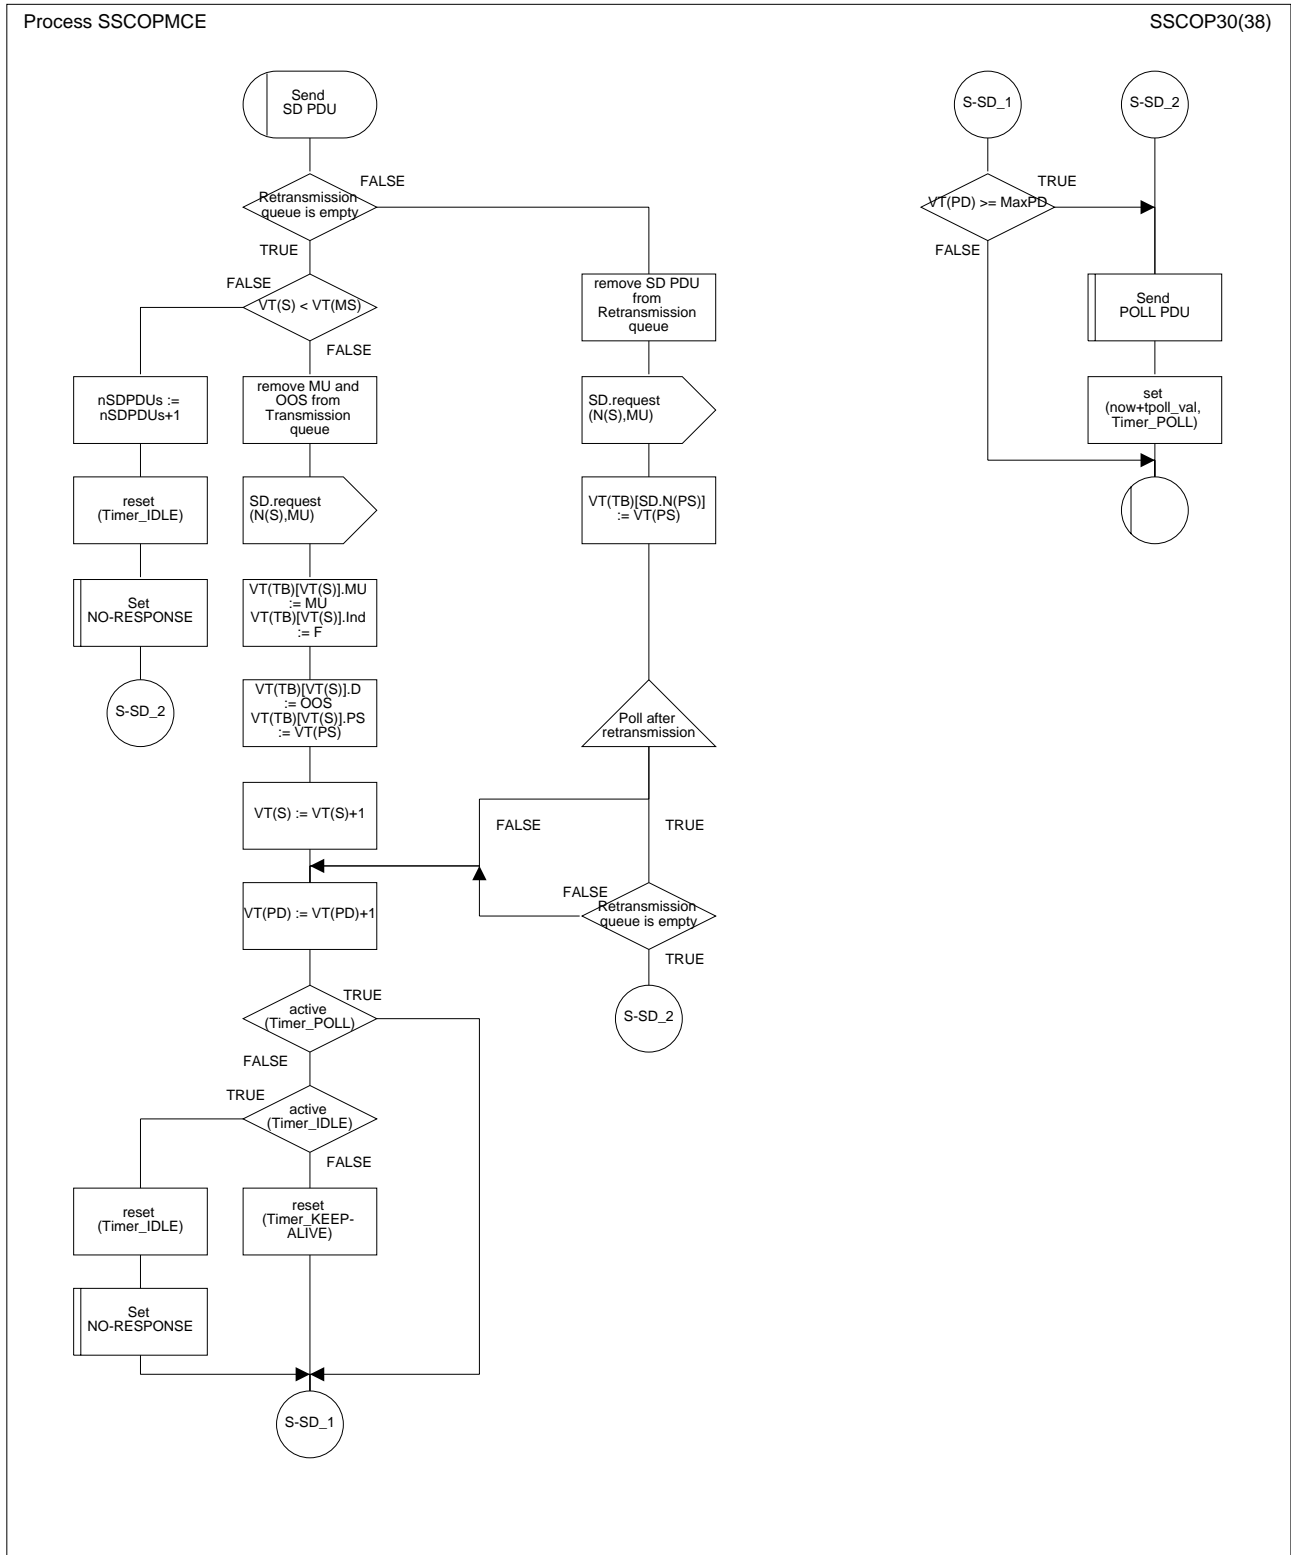 Process SSCOPMCE
SSCOP30(38)
Send
SD PDU
S-SD_1
S-SD_2
Retransmission
queue is empty
FALSE
TRUE
VT(PD) >= MaxPD
TRUE
FALSE
FALSE
VT(S) < VT(MS)
FALSE
remove SD PDU
from
Retransmission
queue
Send
POLL PDU
nSDPDUs :=
nSDPDUs+1
remove MU and
OOS from
Transmission
queue
SD.request
(N(S),MU)
set
(now+tpoll_val,
Timer_POLL)
reset
(Timer_IDLE)
SD.request
(N(S),MU)
VT(TB)[SD.N(PS)]
:= VT(PS)
Set
NO-RESPONSE
VT(TB)[VT(S)].MU
:= MU
VT(TB)[VT(S)].Ind
:= F
S-SD_2
VT(TB)[VT(S)].D
:= OOS
VT(TB)[VT(S)].PS
:= VT(PS)
Poll after
retransmission
VT(S) := VT(S)+1
FALSE
TRUE
VT(PD) := VT(PD)+1
FALSE
Retransmission
queue is empty
TRUE
active
(Timer_POLL)
TRUE
FALSE
S-SD_2
TRUE
active
(Timer_IDLE)
FALSE
reset
(Timer_IDLE)
reset
(Timer_KEEP-
ALIVE)
Set
NO-RESPONSE
S-SD_1